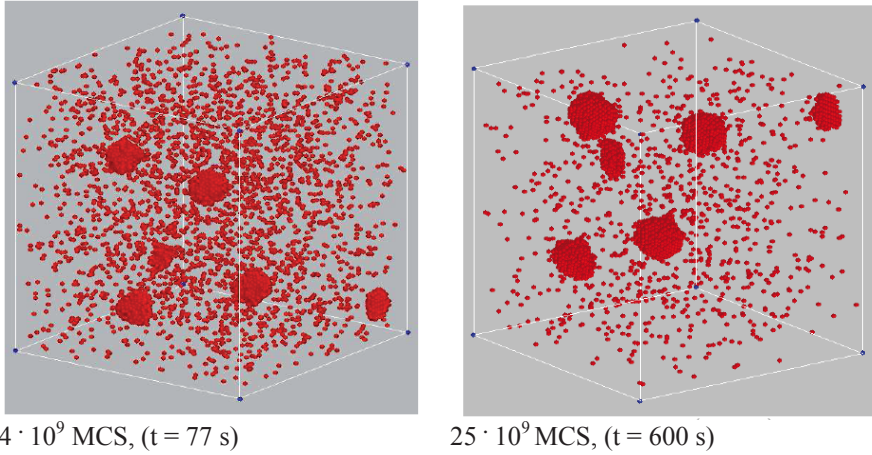 4 · 10⁹ MCS, (t = 77 s)
25 · 10⁹ MCS, (t = 600 s)